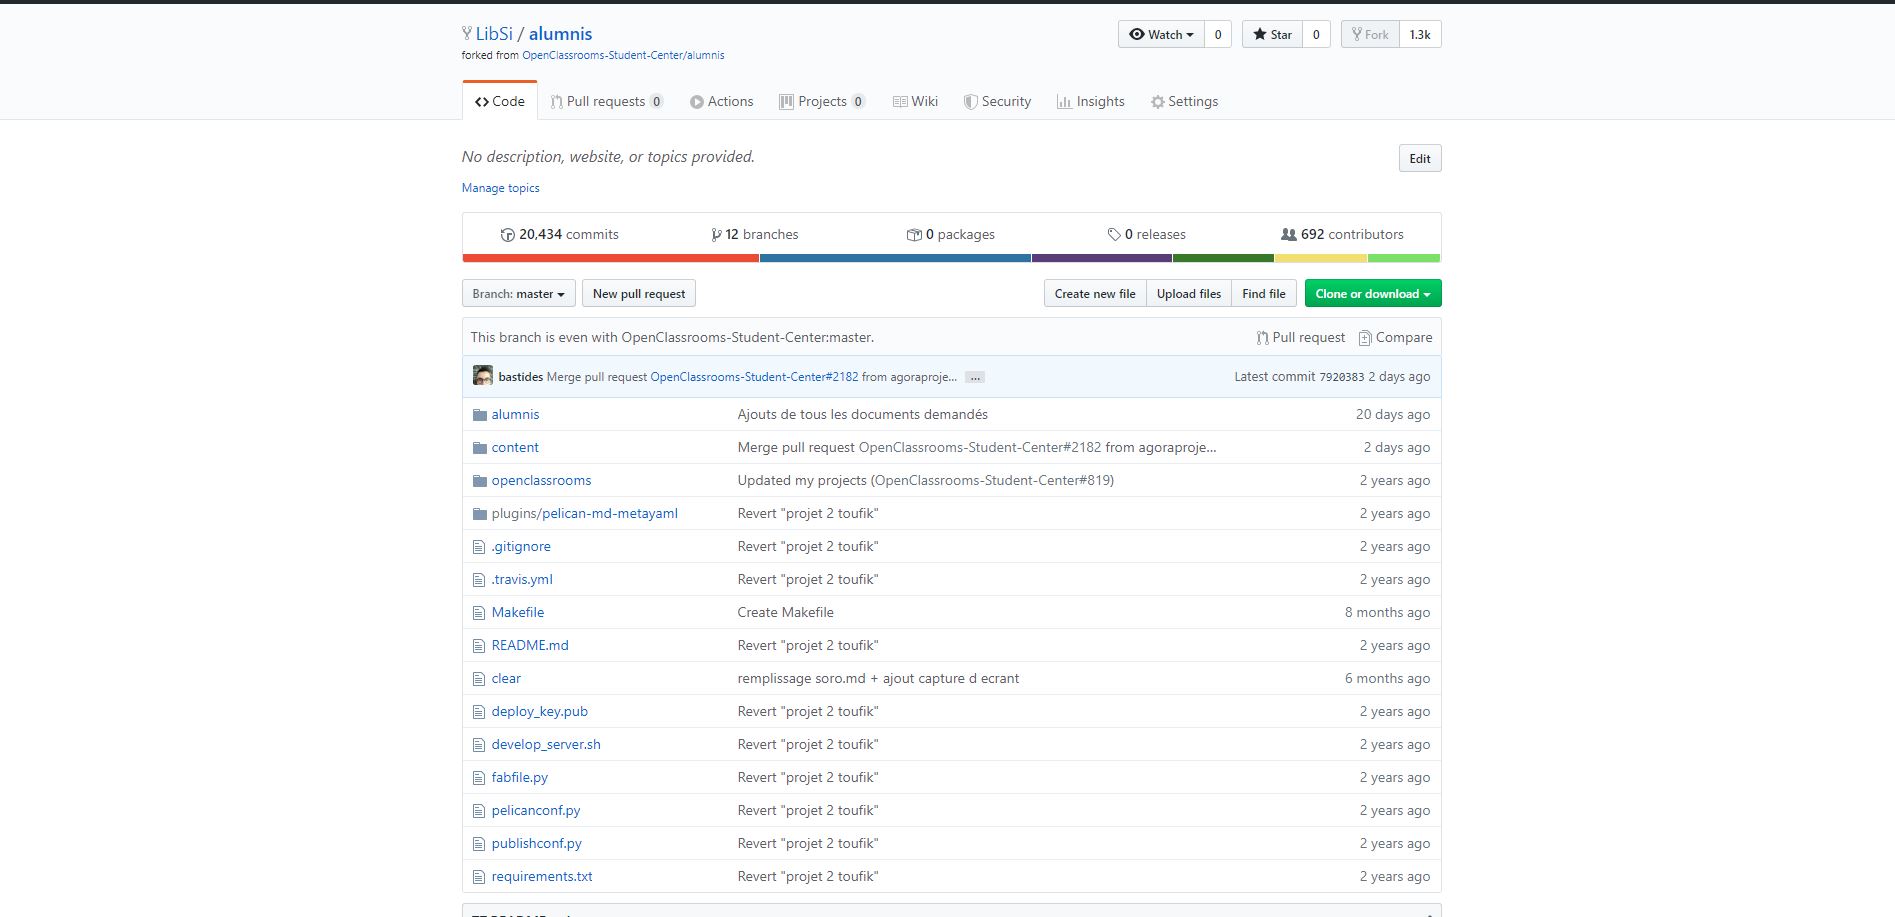 LibSi / alumnis
Watch 0 Star 0 Fork 1.3k
forked from OpenClassrooms-Student-Center/alumnis
Code Pull requests 0 Actions Projects 0 Wiki Security Insights Settings
No description, website, or topics provided.
Edit
Manage topics
20,434 commits 12 branches 0 packages 0 releases 692 contributors
Branch: master New pull request Create new file Upload files Find file Clone or download
This branch is even with OpenClassrooms-Student-Center:master. Pull request Compare
bastides Merge pull request OpenClassrooms-Student-Center#2182 from agoraproje... ... Latest commit 7920383 2 days ago
alumnis Ajouts de tous les documents demandés 20 days ago
content Merge pull request OpenClassrooms-Student-Center#2182 from agoraproje... 2 days ago
openclassrooms Updated my projects (OpenClassrooms-Student-Center#819) 2 years ago
plugins/pelican-md-metayaml Revert "projet 2 toufik" 2 years ago
.gitignore Revert "projet 2 toufik" 2 years ago
.travis.yml Revert "projet 2 toufik" 2 years ago
Makefile Create Makefile 8 months ago
README.md Revert "projet 2 toufik" 2 years ago
clear remplissage soro.md + ajout capture d ecrant 6 months ago
deploy_key.pub Revert "projet 2 toufik" 2 years ago
develop_server.sh Revert "projet 2 toufik" 2 years ago
fabfile.py Revert "projet 2 toufik" 2 years ago
pelicanconf.py Revert "projet 2 toufik" 2 years ago
publishconf.py Revert "projet 2 toufik" 2 years ago
requirements.txt Revert "projet 2 toufik" 2 years ago